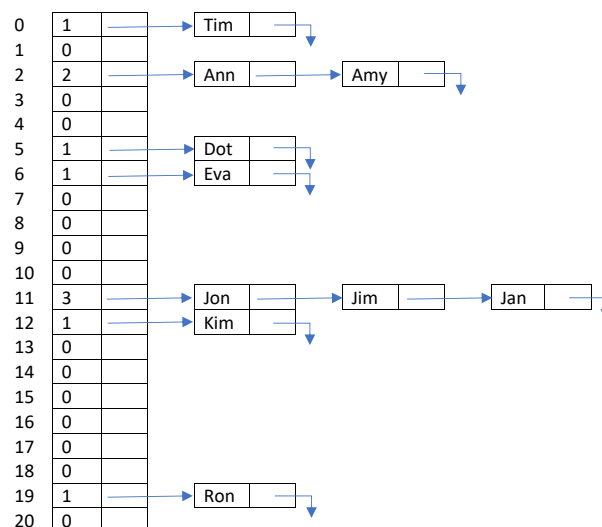 0 1 Tim
1 0
2 2 Ann Amy
3 0
4 0
5 1 Dot
6 1 Eva
7 0
8 0
9 0
10 0
11 3 Jon Jim Jan
12 1 Kim
13 0
14 0
15 0
16 0
17 0
18 0
19 1 Ron
20 0